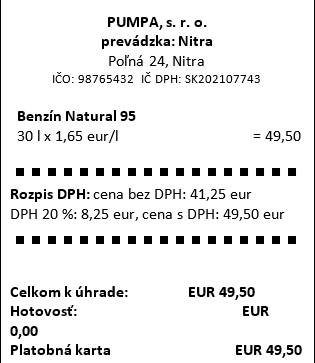 PUMPA, s. r. o.
prevádzka: Nitra
Poľná 24, Nitra
IČO: 98765432 IČ DPH: SK202107743
Benzín Natural 95
30 l x 1,65 eur/l = 49,50
Rozpis DPH: cena bez DPH: 41,25 eur
DPH 20 %: 8,25 eur, cena s DPH: 49,50 eur
Celkom k úhrade: EUR 49,50
Hotovosť: EUR
0,00
Platobná karta EUR 49,50